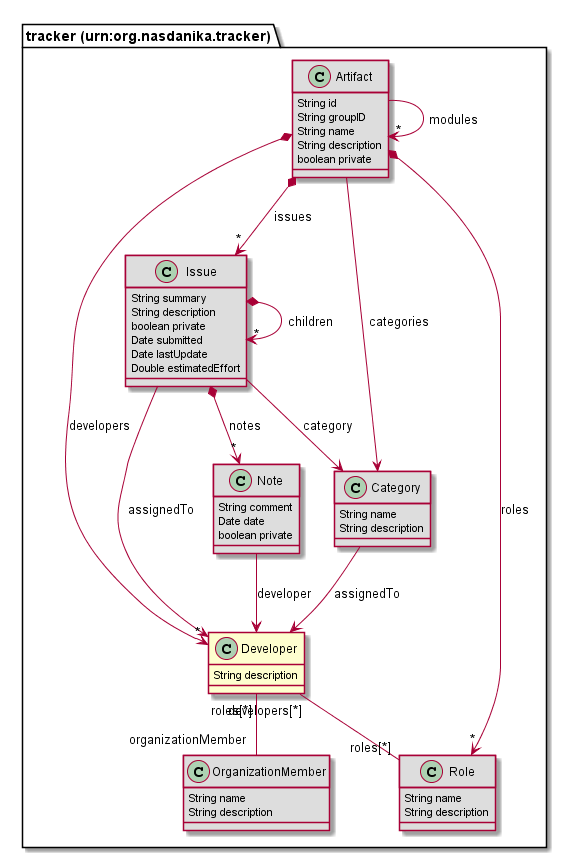 tracker (urn:org.nasdanika.tracker)
C Artifact
String id
String groupID
String name
String description
boolean private
modules
*
issues
*
C Issue
String summary
String description
boolean private
Date submitted
Date lastUpdate
Double estimatedEffort
children
*
categories
developers
notes
*
category
C Note
String comment
Date date
boolean private
C Category
String name
String description
assignedTo
roles
developer
assignedTo
*
C Developer
String description
roles[*]
developers[*]
organizationMember
roles[*]
*
C OrganizationMember
String name
String description
C Role
String name
String description